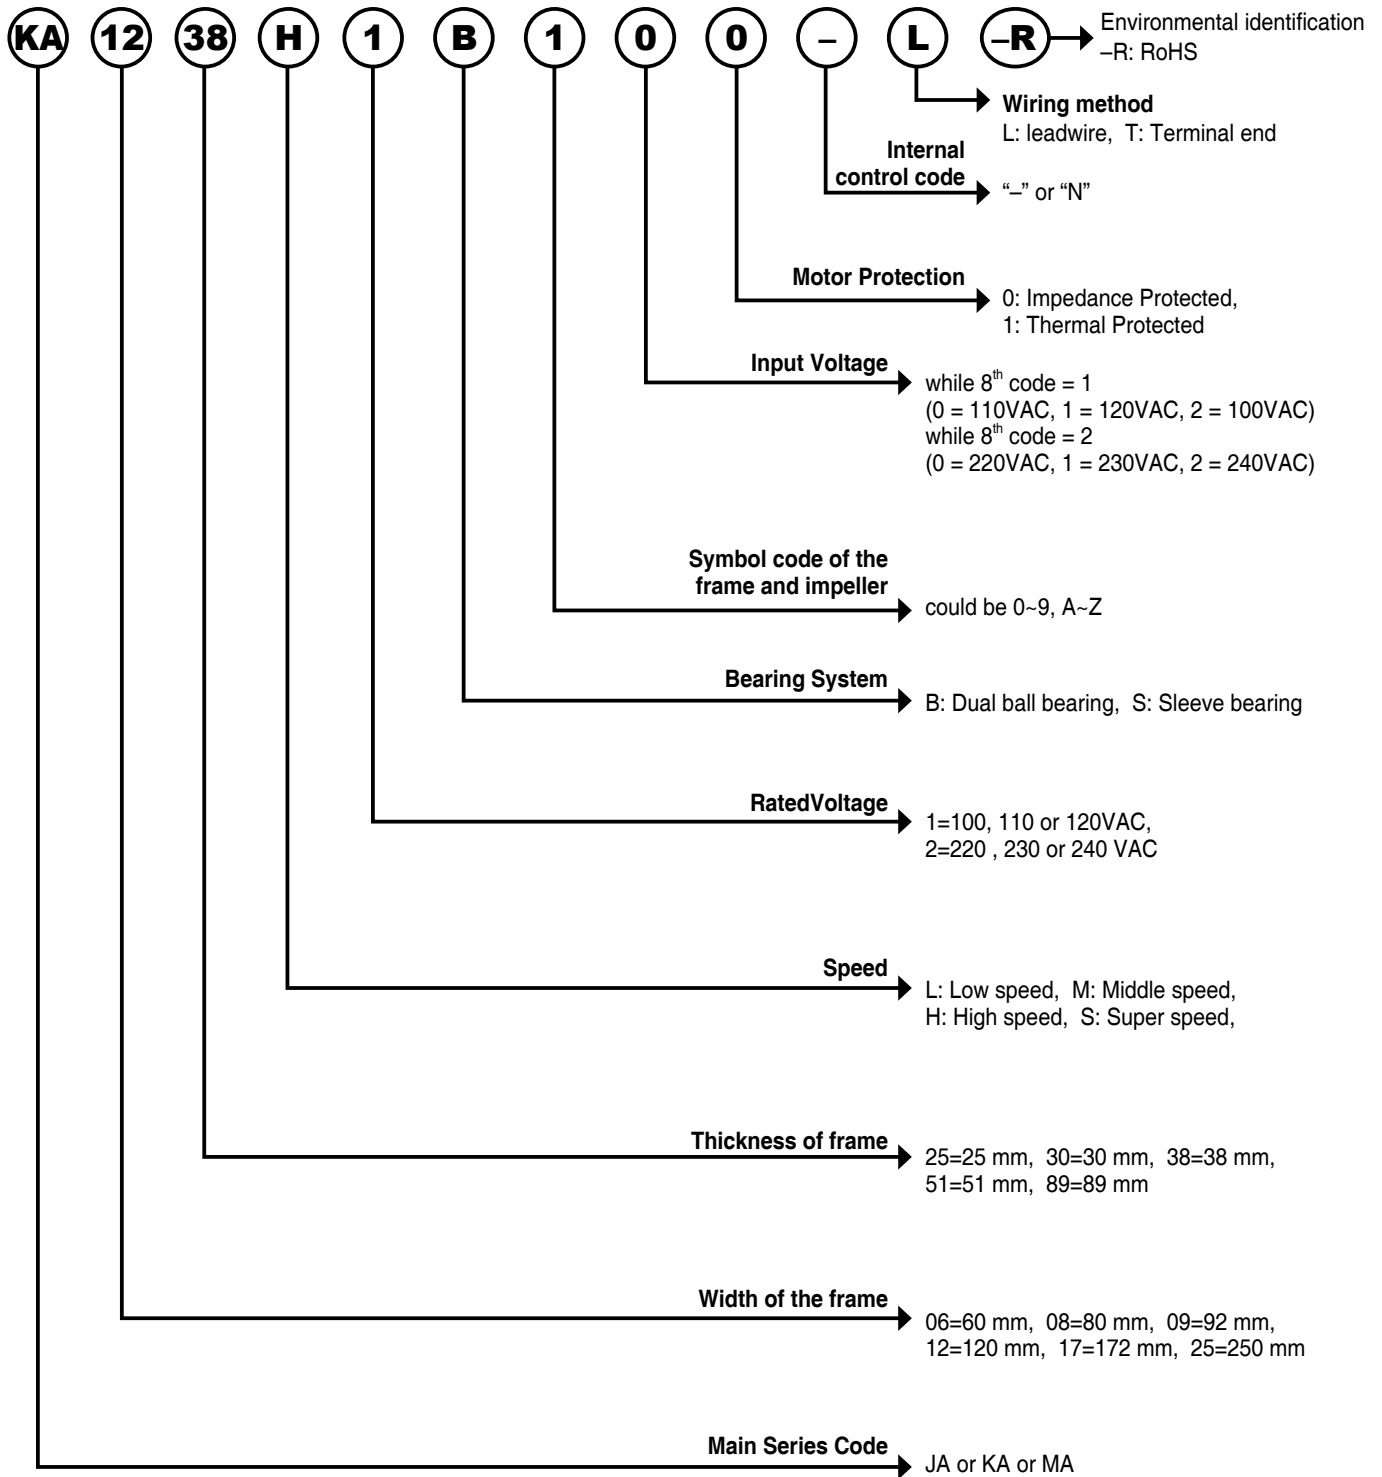 KA 12 38 H 1 B 1 0 0 – L –R
Environmental identification
–R: RoHS
Wiring method
L: leadwire, T: Terminal end
Internal
control code
“–” or “N”
Motor Protection
0: Impedance Protected,
1: Thermal Protected
Input Voltage
while 8th code = 1
(0 = 110VAC, 1 = 120VAC, 2 = 100VAC)
while 8th code = 2
(0 = 220VAC, 1 = 230VAC, 2 = 240VAC)
Symbol code of the
frame and impeller
could be 0~9, A~Z
Bearing System
B: Dual ball bearing, S: Sleeve bearing
RatedVoltage
1=100, 110 or 120VAC,
2=220 , 230 or 240 VAC
Speed
L: Low speed, M: Middle speed,
H: High speed, S: Super speed,
Thickness of frame
25=25 mm, 30=30 mm, 38=38 mm,
51=51 mm, 89=89 mm
Width of the frame
06=60 mm, 08=80 mm, 09=92 mm,
12=120 mm, 17=172 mm, 25=250 mm
Main Series Code
JA or KA or MA